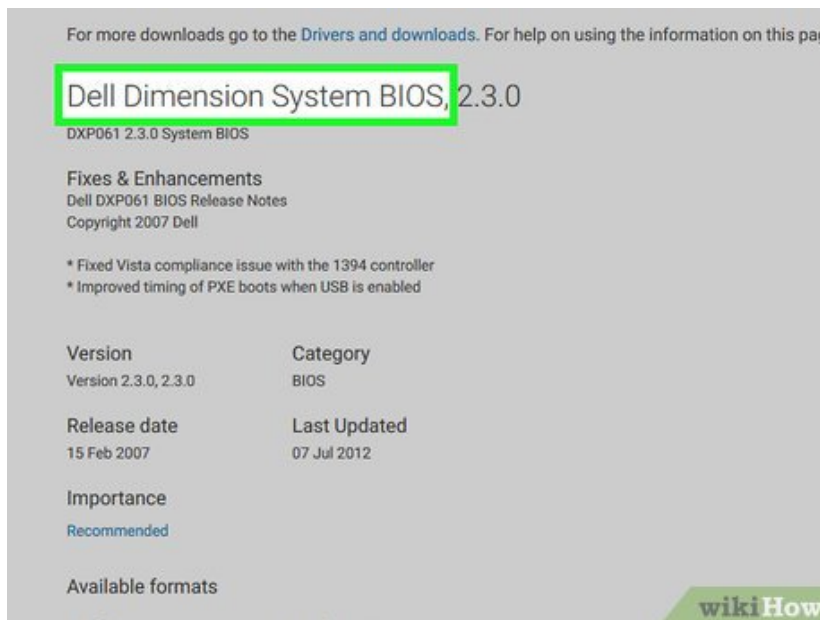 For more downloads go to the Drivers and downloads. For help on using the information on this
Dell Dimension System BIOS, 2.3.0
DXP061 2.3.0 System BIOS
Fixes & Enhancements
Dell DXP061 BIOS Release Notes
Copyright 2007 Dell
* Fixed Vista compliance issue with the 1394 controller
* Improved timing of PXE boots when USB is enabled
Version Category
Version 2.3.0, 2.3.0 BIOS
Release date Last Updated
15 Feb 2007 07 Jul 2012
Importance
Recommended
Available formats
wikiHow